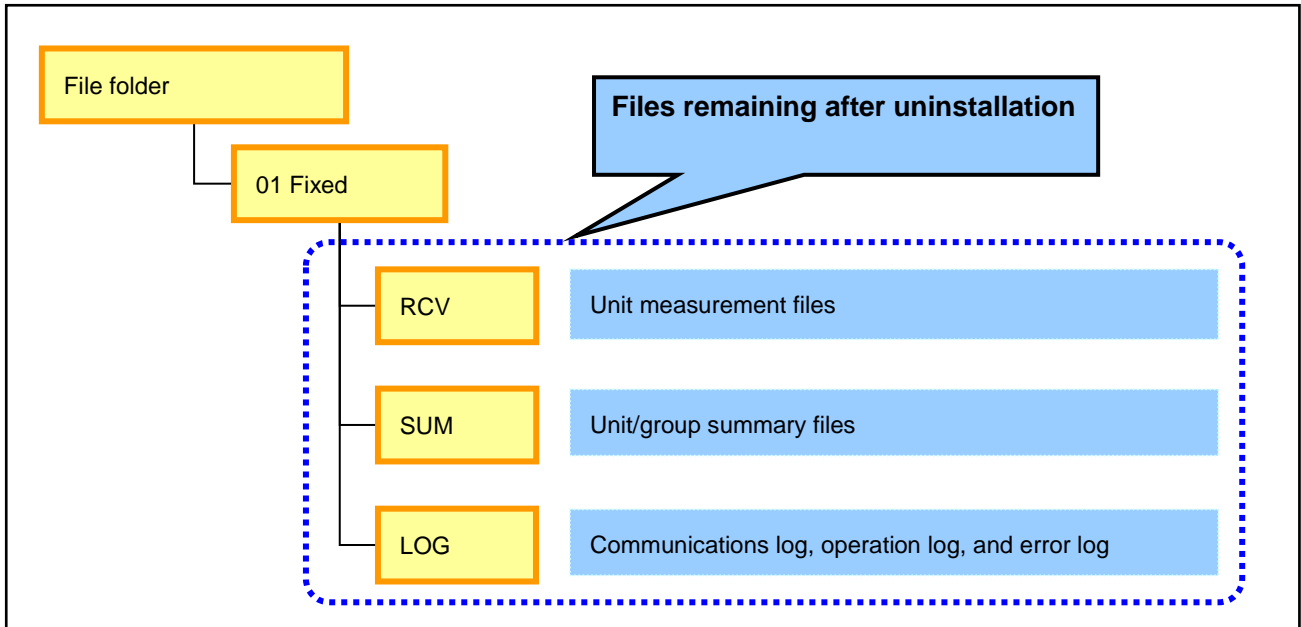 File folder
Files remaining after uninstallation
01 Fixed
RCV
Unit measurement files
SUM
Unit/group summary files
LOG
Communications log, operation log, and error log